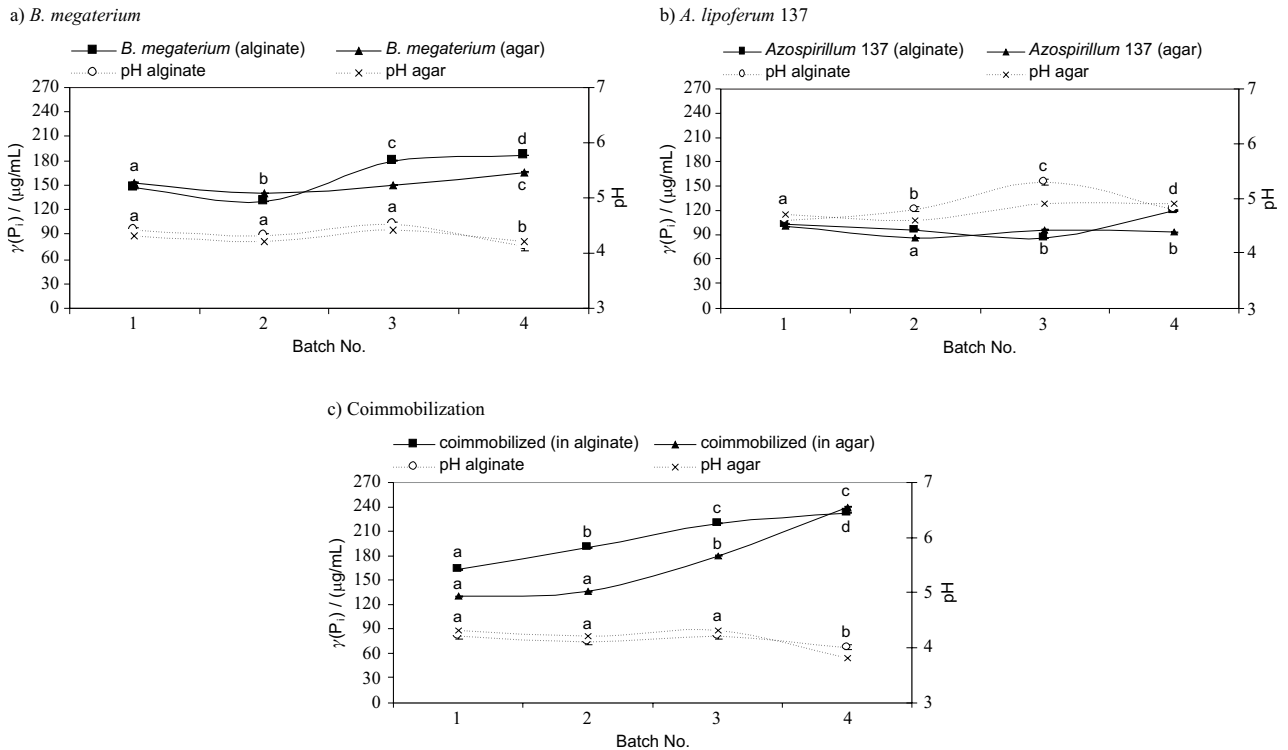 a) B. megaterium
B. megaterium (alginate) B. megaterium (agar)
pH alginate pH agar
270 7
240
210 6
180
150 5
120
90 4
60
30
0 3
γ(Pi) / (µg/mL)
pH
a b c d
c
a a a b
1 2 3 4
Batch No.
b) A. lipoferum 137
Azospirillum 137 (alginate) Azospirillum 137 (agar)
pH alginate pH agar
270 7
240
210 6
180
150 5
120
90 4
60
30
0 3
γ(Pi) / (µg/mL)
pH
a b c d
a b b
1 2 3 4
Batch No.
c) Coimmobilization
coimmobilized (in alginate) coimmobilized (in agar)
pH alginate pH agar
270 7
240
210 6
180
150 5
120
90 4
60
30
0 3
γ(Pi) / (µg/mL)
pH
a b c c
d
a a b
a a a b
1 2 3 4
Batch No.